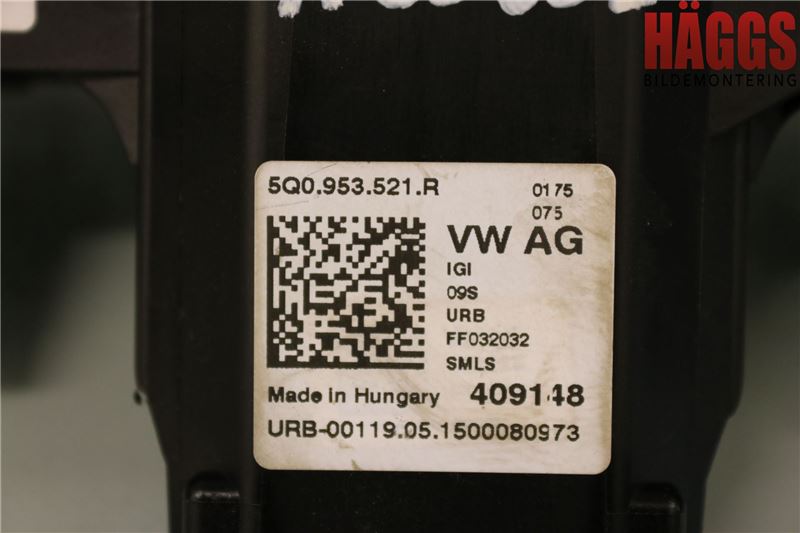 HÄGGS
BILDEMONTERING
5Q0.953.521.R
0175
075
VW AG
IGI
09S
URB
FF032032
SMLS
Made in Hungary 409148
URB-00119.05.1500080973